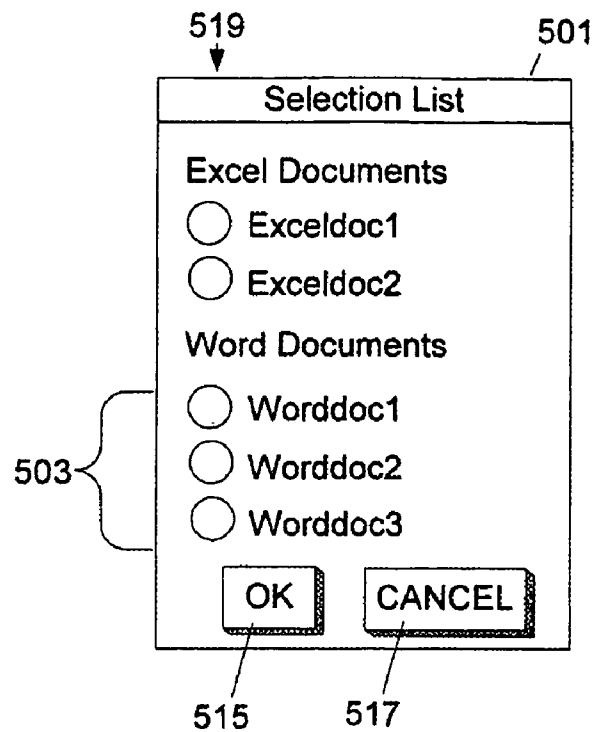 519
501
Selection List
Excel Documents
Exceldoc1
Exceldoc2
Word Documents
Worddoc1
503
Worddoc2
Worddoc3
OK
CANCEL
515
517